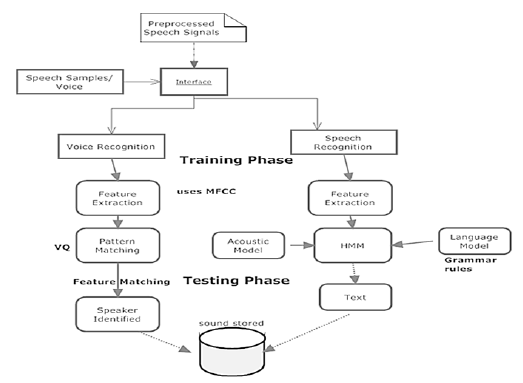 Preprocessed
Speech Signals
Speech Samples/
Voice
Interface
Voice Recognition
Speech
Recognition
Training Phase
Feature
Extraction
uses MFCC
Feature
Extraction
VQ
Pattern
Matching
Acoustic
Model
HMM
Language
Model
Grammar
rules
Feature Matching
Testing Phase
Speaker
Identified
Text
sound stored